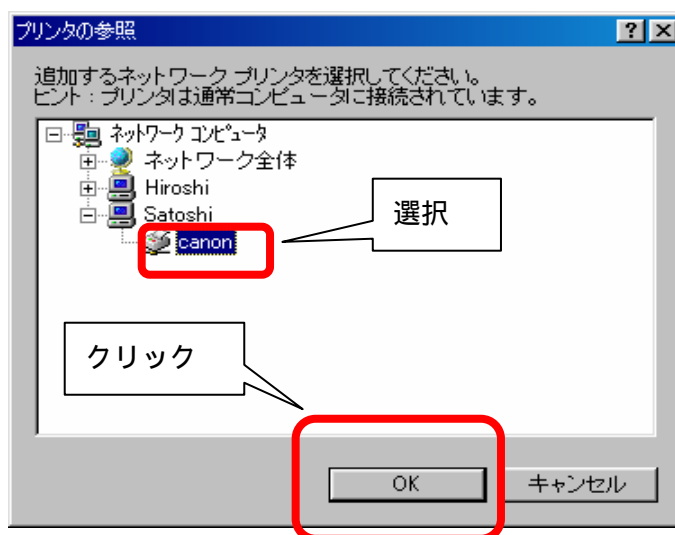 プリンタの参照
追加するネットワーク プリンタを選択してください。
ヒント：プリンタは通常コンピュータに接続されています。
ネットワーク コンピュータ
ネットワーク全体
Hiroshi
Satoshi
canon
選択
クリック
OK
キャンセル